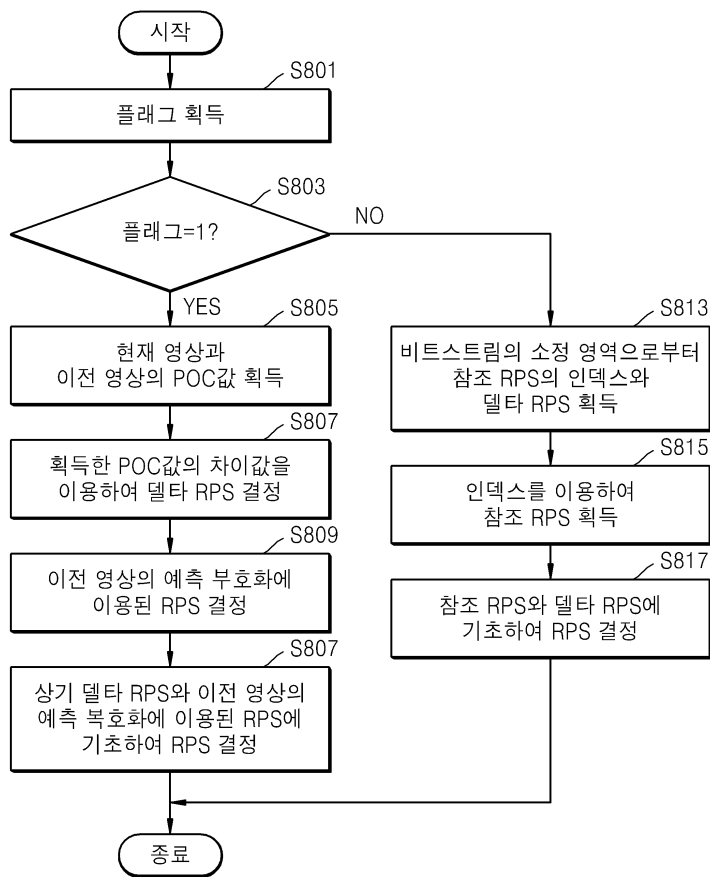 시작
S801
플래그 획득
S803
플래그=1?
NO
YES
S805
현재 영상과
이전 영상의 POC값 획득
S807
획득한 POC값의 차이값을
이용하여 델타 RPS 결정
S809
이전 영상의 예측 부호화에
이용된 RPS 결정
S807
상기 델타 RPS와 이전 영상의
예측 복호화에 이용된 RPS에
기초하여 RPS 결정
S813
비트스트림의 소정 영역으로부터
참조 RPS의 인덱스와
델타 RPS 획득
S815
인덱스를 이용하여
참조 RPS 획득
S817
참조 RPS와 델타 RPS에
기초하여 RPS 결정
종료